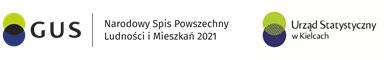 GUS
Narodowy Spis Powszechny
Ludności i Mieszkań 2021
Urząd Statystyczny
w Kielcach